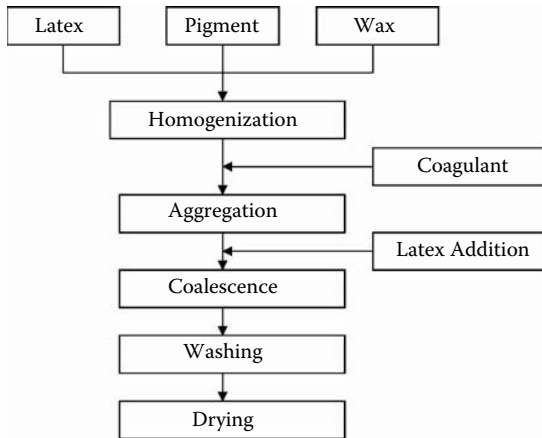 Latex
Pigment
Wax
Homogenization
Coagulant
Aggregation
Latex Addition
Coalescence
Washing
Drying